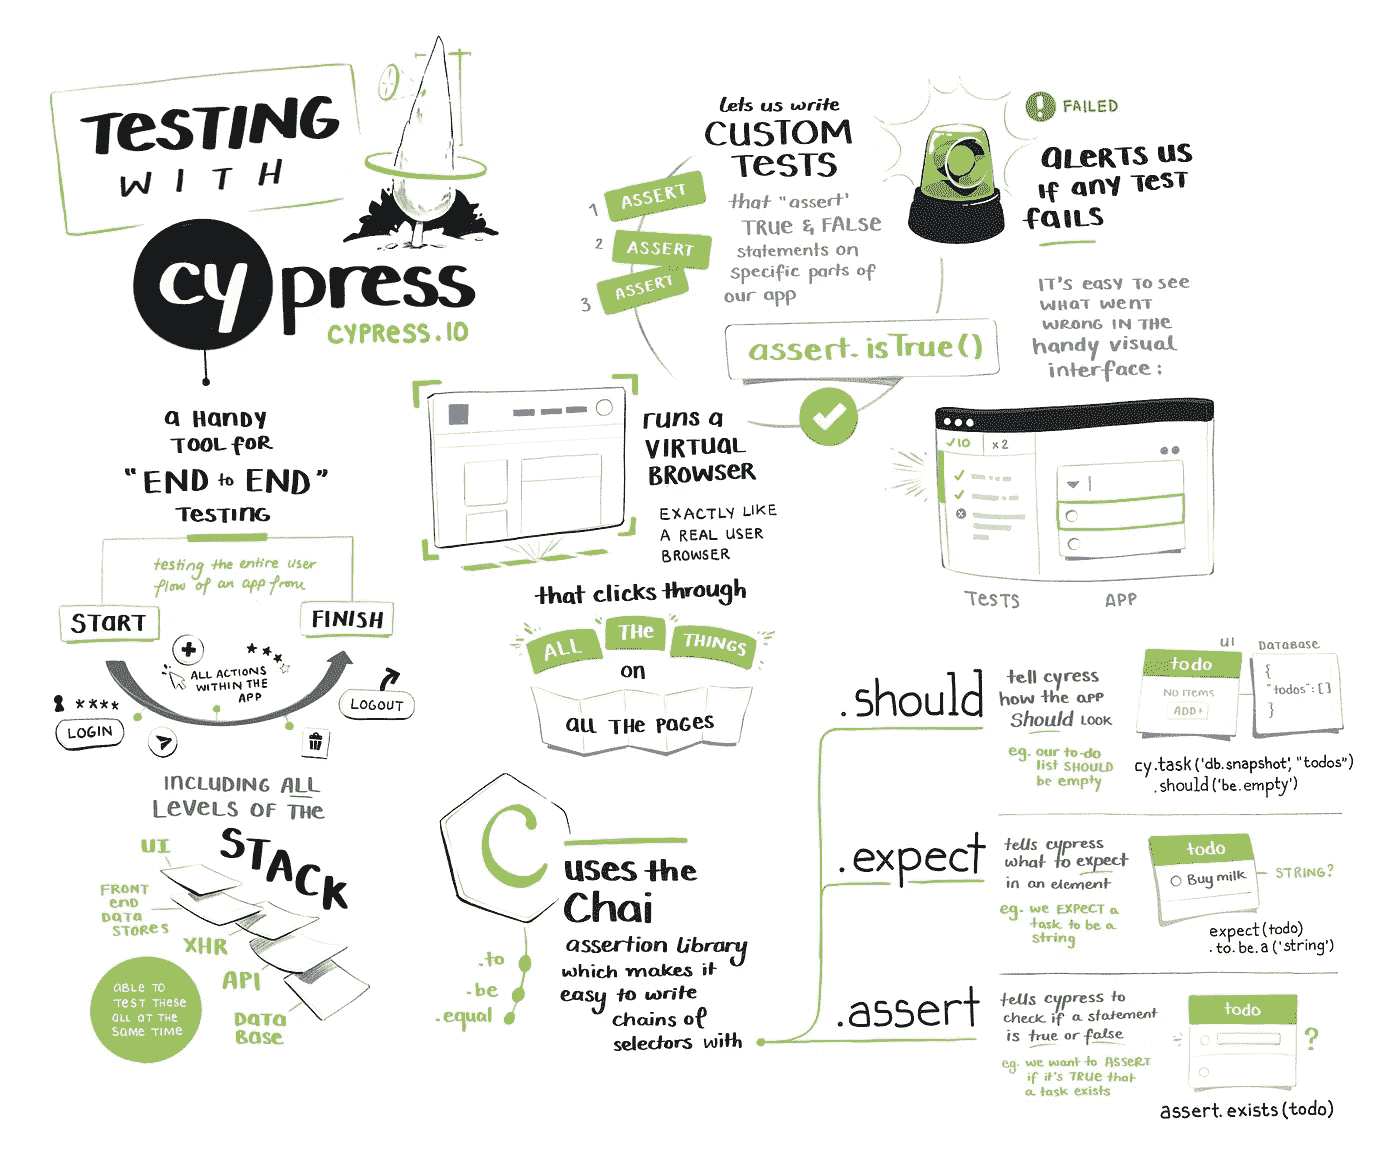 TESTING
WITH
cypress
CYPRESS.IO
a HANDY
TOOL FOR
"END to END"
TESTING
testing the entire user
flow of an app from
START
FINISH
ALL ACTIONS
WITHIN THE
APP
****
LOGIN
LOGOUT
INCLUDING ALL
LEVELS OF THE
STACK
UI
FRONT
END
DATA
STORES
XHR
API
DATA
BASE
ABLE TO
TEST THESE
ALL AT THE
SAME TIME
lets us write
CUSTOM
TESTS
that "assert'
TRUE & FALSE
statements on
specific parts of
our app
1 ASSERT
2 ASSERT
3 ASSERT
assert.isTrue()
FAILED
ALERTS US
IF ANY TEST
FAILS
IT'S EASY TO SEE
WHAT WENT
WRONG IN THE
handy visual
interface:
✓10 x2
TESTS APP
runs a
VIRTUAL
BROWSER
EXACTLY LIKE
A REAL USER
BROWSER
that clicks through
ALL THE THINGS
on
all THE PAGES
C
uses the
Chai
assertion library
which makes it
easy to write
chains of
selectors with
.to
.be
.equal
.should
tell cyress
how the app
Should LOOK
eg. our to-do
list SHOULD
be empty
UI
todo
NO ITEMS
ADD+
DATABASE
{
"todos":[]
}
cy.task('db.snapshot', "todos")
.should('be.empty')
.expect
tells cypress
what to expect
in an element
eg. we EXPECT a
task to be a
string
todo
Buy milk
STRING?
expect(todo)
.to.be.a('string')
.assert
tells cypress to
check if a statement
is true or false
eg. we want to ASSERT
if it's TRUE that
a task exists
todo
?
assert.exists(todo)